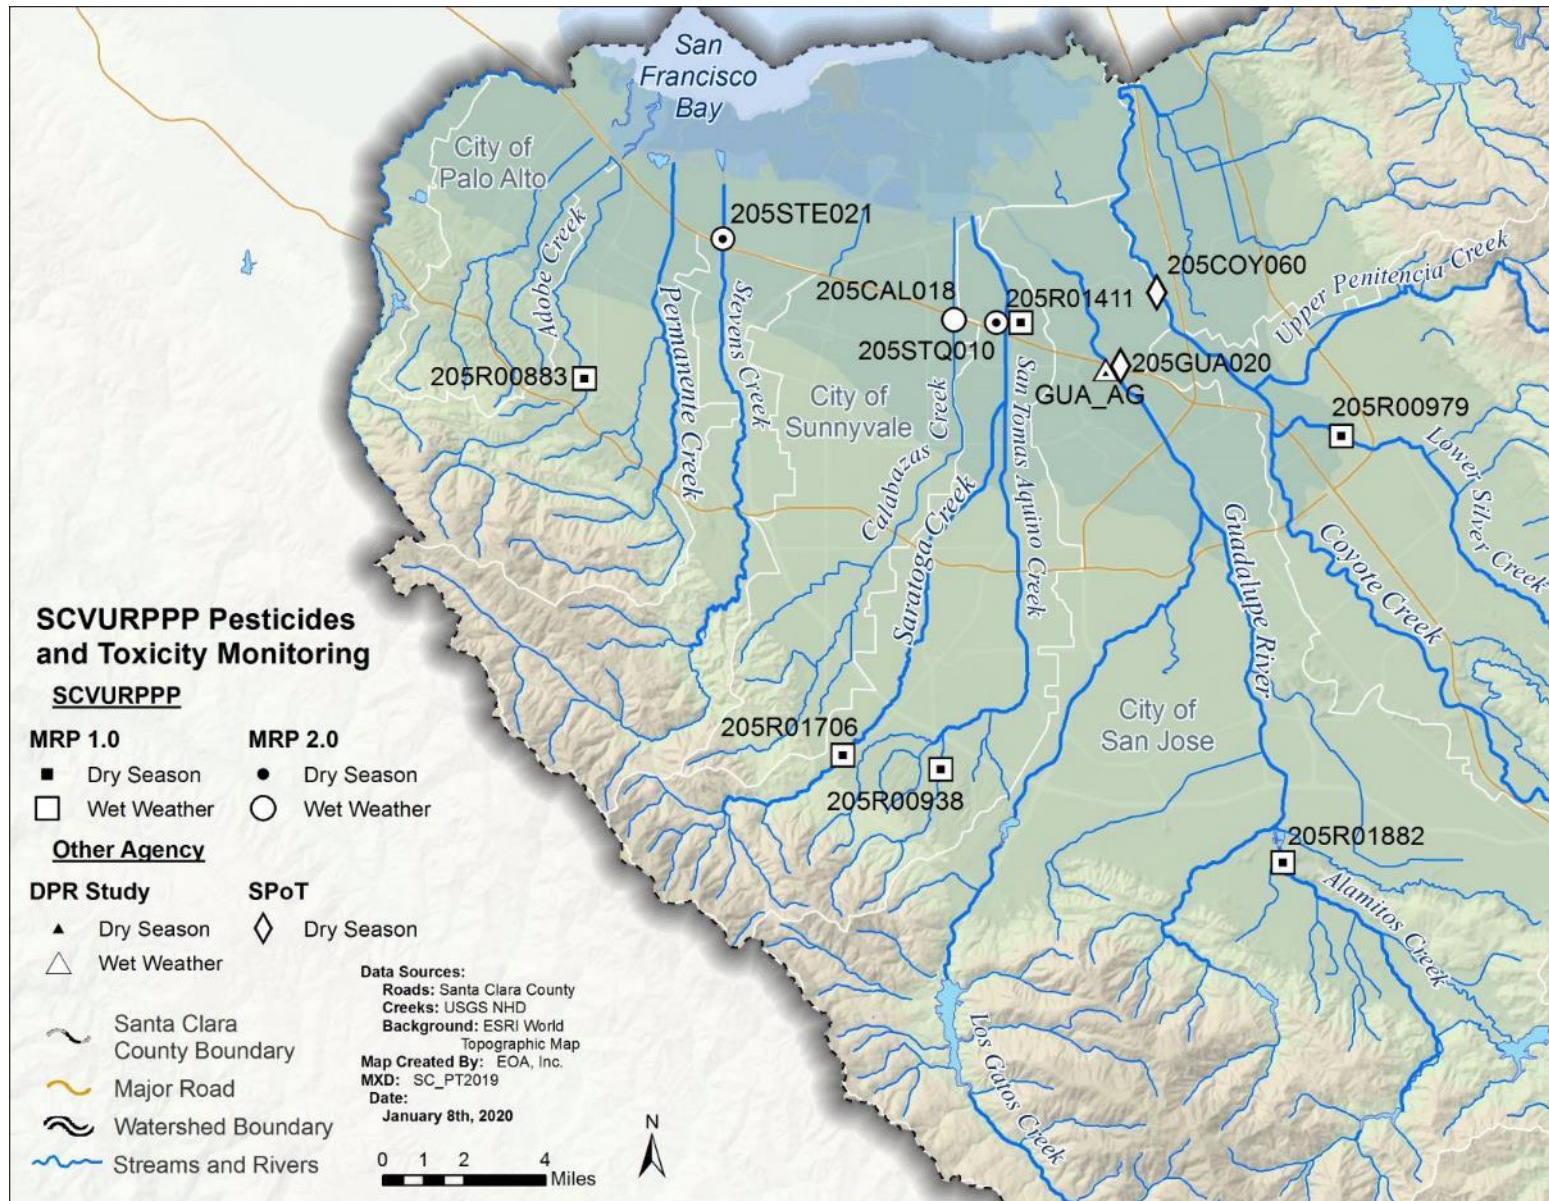 San
Francisco
Bay
City of
Palo Alto
205STE021
Adobe Creek
Permanente Creek
Stevens Creek
205CAL018
205STQ010
205R01411
205COY060
Upper Penitencia Creek
205R00883
City of
Sunnyvale
205GUA020
GUA_AG
205R00979
Lower Silver Creek
Calabazas Creek
Saratoga Creek
San Tomas Aquino Creek
Guadalupe River
Coyote Creek
205R01706
205R00938
City of
San Jose
205R01882
Alamitos Creek
Los Gatos Creek
SCVURPPP Pesticides
and Toxicity Monitoring
SCVURPPP
MRP 1.0
Dry Season
Wet Weather
MRP 2.0
Dry Season
Wet Weather
Other Agency
DPR Study
Dry Season
Wet Weather
SPoT
Dry Season
Santa Clara
County Boundary
Major Road
Watershed Boundary
Streams and Rivers
Data Sources:
Roads: Santa Clara County
Creeks: USGS NHD
Background: ESRI World
Topographic Map
Map Created By: EOA, Inc.
MXD: SC_PT2019
Date:
January 8th, 2020
0 1 2 4
Miles
N